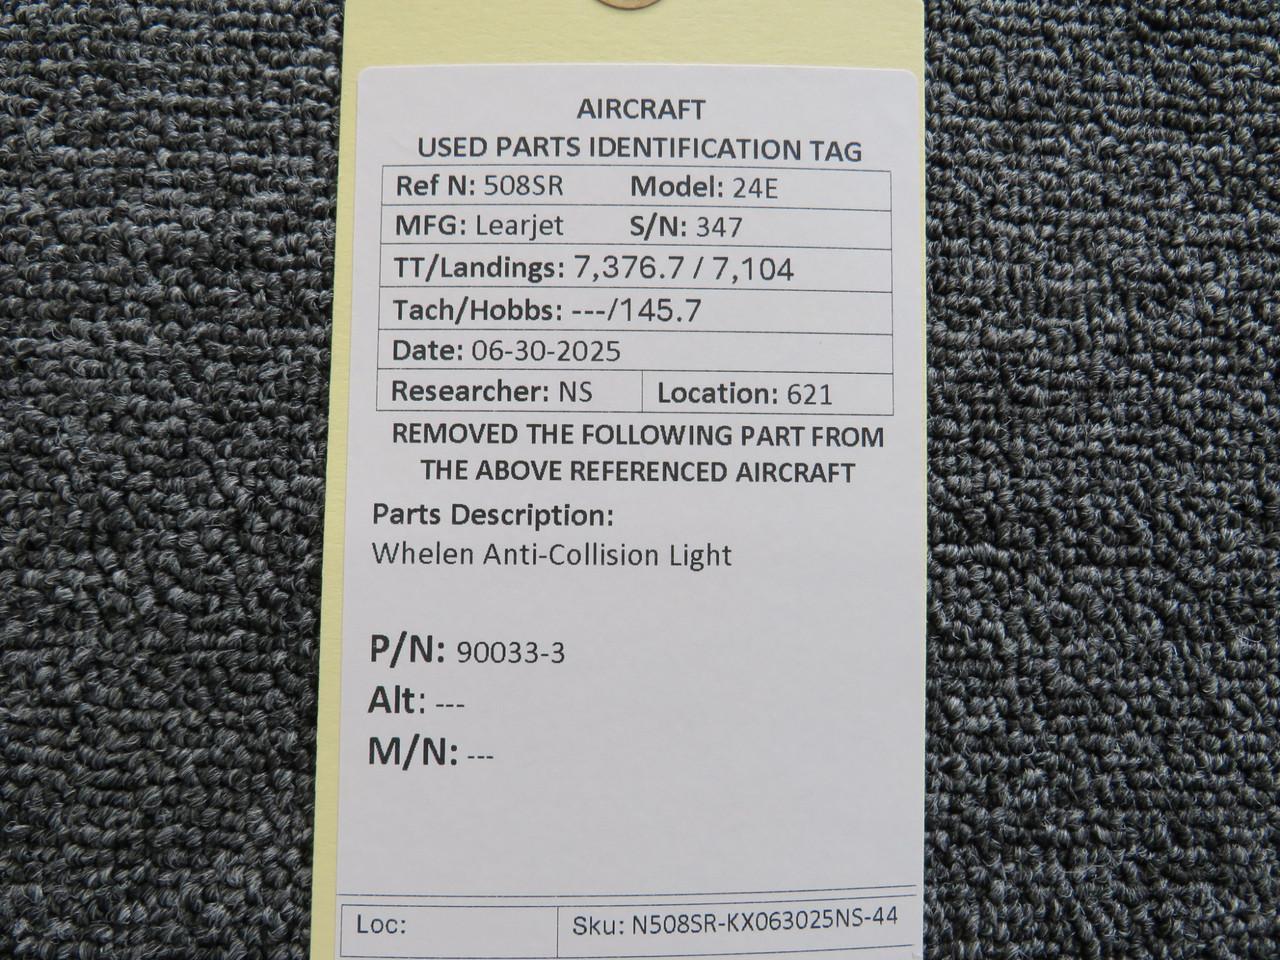 AIRCRAFT
USED PARTS IDENTIFICATION TAG
Ref N: 508SR Model: 24E
MFG: Learjet S/N: 347
TT/Landings: 7,376.7 / 7,104
Tach/Hobbs: ---/145.7
Date: 06-30-2025
Researcher: NS Location: 621
REMOVED THE FOLLOWING PART FROM
THE ABOVE REFERENCED AIRCRAFT
Parts Description:
Whelen Anti-Collision Light
P/N: 90033-3
Alt: ---
M/N: ---
Loc: Sku: N508SR-KX063025NS-44